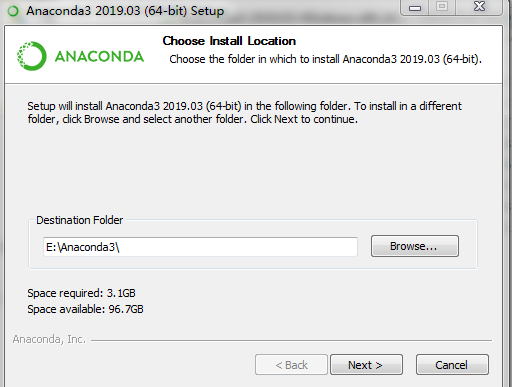 Anaconda3 2019.03 (64-bit) Setup
Choose Install Location
Choose the folder in which to install Anaconda3 2019.03 (64-bit).
ANACONDA
Setup will install Anaconda3 2019.03 (64-bit) in the following folder. To install in a different
folder, click Browse and select another folder. Click Next to continue.
Destination Folder
E:\Anaconda3\
Browse...
Space required: 3.1GB
Space available: 96.7GB
Anaconda, Inc.
< Back
Next >
Cancel